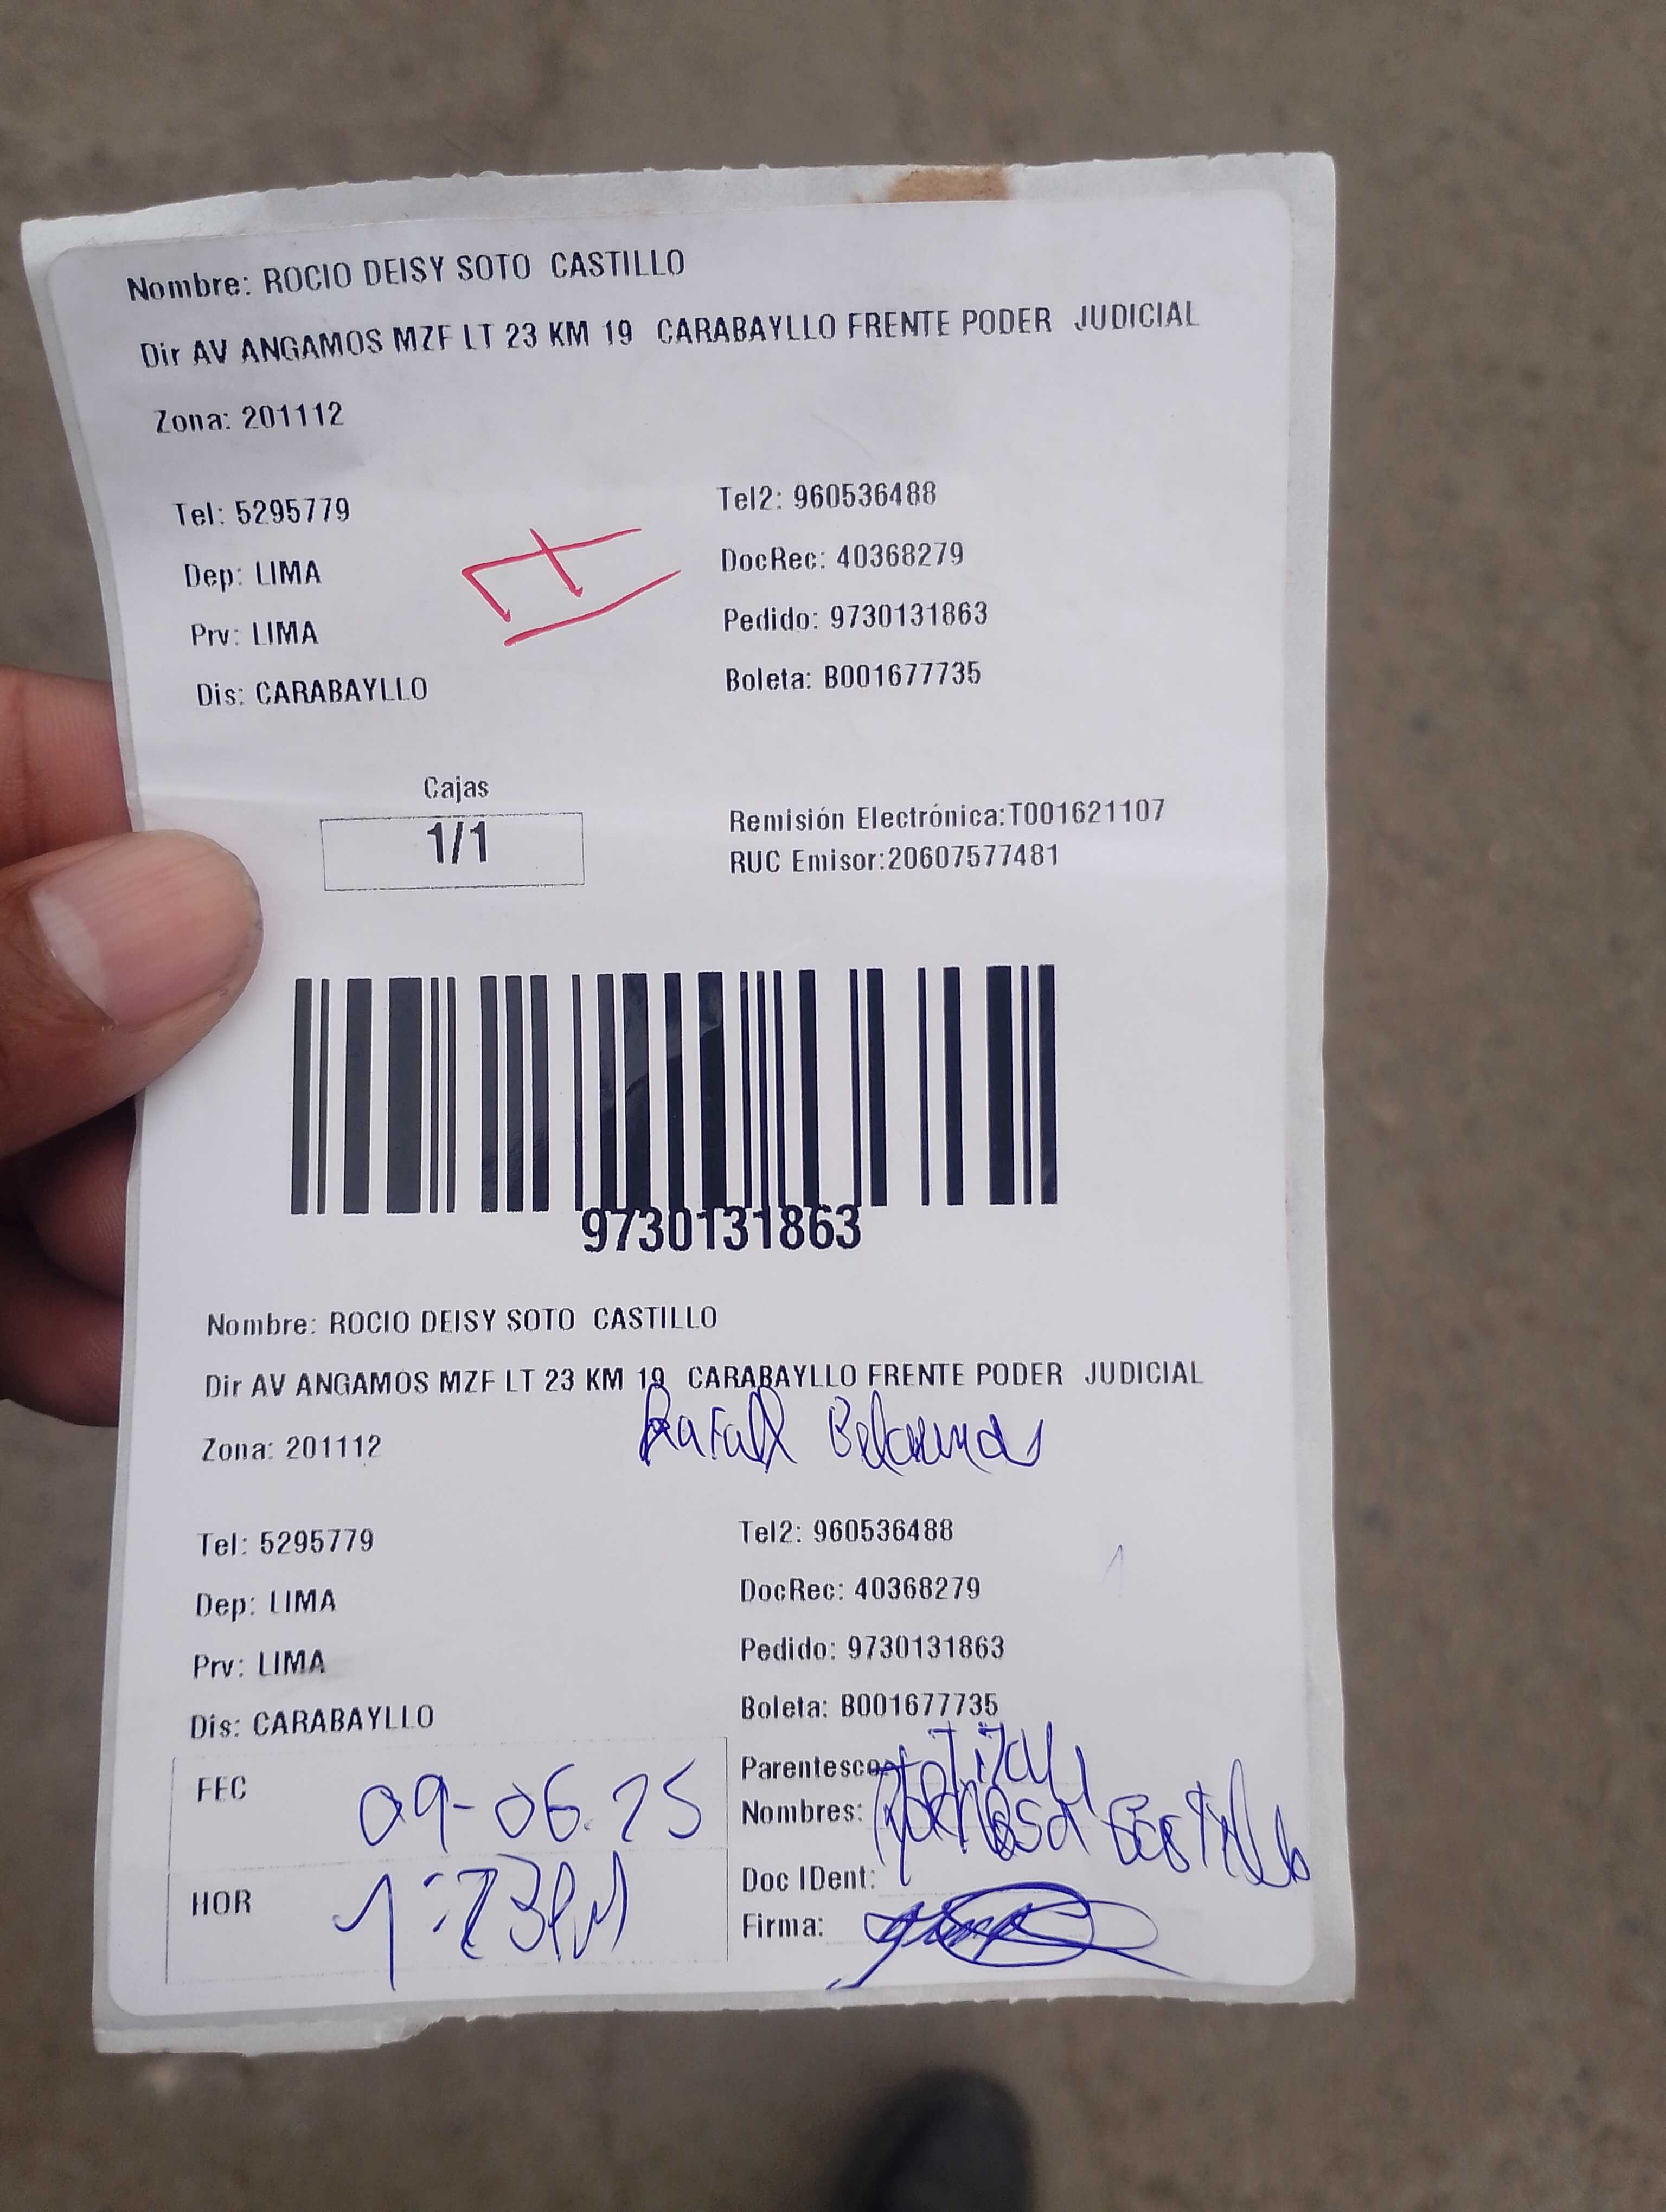 Nombre: ROCIO DEISY SOTO CASTILLO
Dir AV ANGAMOS MZF LT 23 KM 19 CARABAYLLO FRENTE PODER JUDICIAL
Zona: 201112
Tel: 5295779
Tel2: 960536488
Dep: LIMA
DocRec: 40368279
Prv: LIMA
Pedido: 9730131863
Dis: CARABAYLLO
Boleta: B001677735
Cajas
1/1
Remisión Electrónica:T001621107
RUC Emisor:20607577481
9730131863
Nombre: ROCIO DEISY SOTO CASTILLO
Dir AV ANGAMOS MZF LT 23 KM 19 CARABAYLLO FRENTE PODER JUDICIAL
Zona: 201112
Tel: 5295779
Tel2: 960536488
Dep: LIMA
DocRec: 40368279
Prv: LIMA
Pedido: 9730131863
Dis: CARABAYLLO
Boleta: B001677735
FEC 09-06.25
Parentesco
Nombres:
HOR
Doc IDent:
Firma: